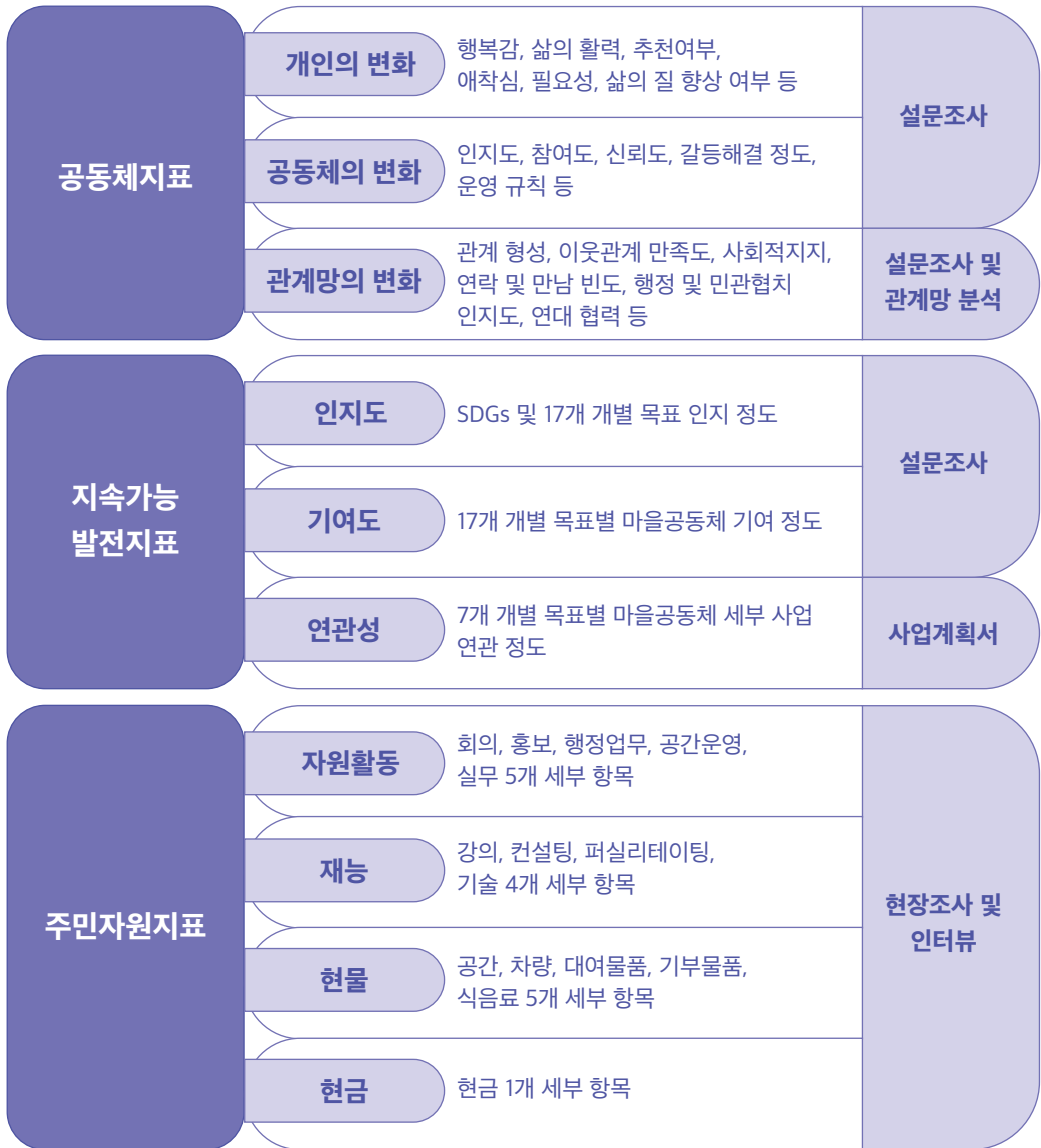 공동체지표
개인의 변화
행복감, 삶의 활력, 추천여부,
애착심, 필요성, 삶의 질 향상 여부 등
공동체의 변화
인지도, 참여도, 신뢰도, 갈등해결 정도,
운영 규칙 등
설문조사
관계망의 변화
관계 형성, 이웃관계 만족도, 사회적지지,
연락 및 만남 빈도, 행정 및 민관협치
인지도, 연대 협력 등
설문조사 및
관계망 분석
지속가능
발전지표
인지도
SDGs 및 17개 개별 목표 인지 정도
기여도
17개 개별 목표별 마을공동체 기여 정도
설문조사
연관성
7개 개별 목표별 마을공동체 세부 사업
연관 정도
사업계획서
주민자원지표
자원활동
회의, 홍보, 행정업무, 공간운영,
실무 5개 세부 항목
재능
강의, 컨설팅, 퍼실리테이팅,
기술 4개 세부 항목
현물
공간, 차량, 대여물품, 기부물품,
식음료 5개 세부 항목
현금
현금 1개 세부 항목
현장조사 및
인터뷰